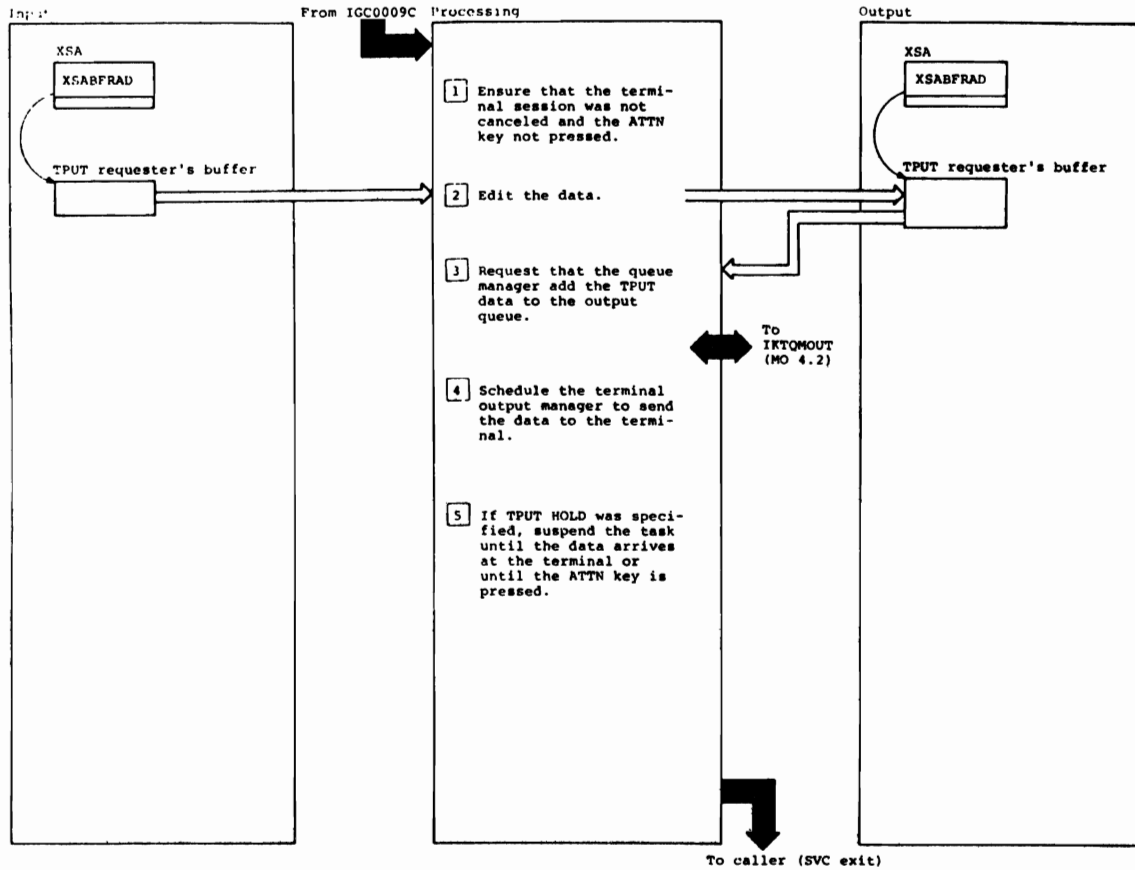 Input
From IGC0009C
Processing
Output
XSA
XSABFRAD
TPUT requester's buffer
1 Ensure that the termi-
nal session was not
canceled and the ATTN
key not pressed.
2 Edit the data.
3 Request that the queue
manager add the TPUT
data to the output
queue.
To
IKTQMOUT
(MO 4.2)
4 Schedule the terminal
output manager to send
the data to the termi-
nal.
5 If TPUT HOLD was speci-
fied, suspend the task
until the data arrives
at the terminal or
until the ATTN key is
pressed.
XSA
XSABFRAD
TPUT requester's buffer
To caller (SVC exit)